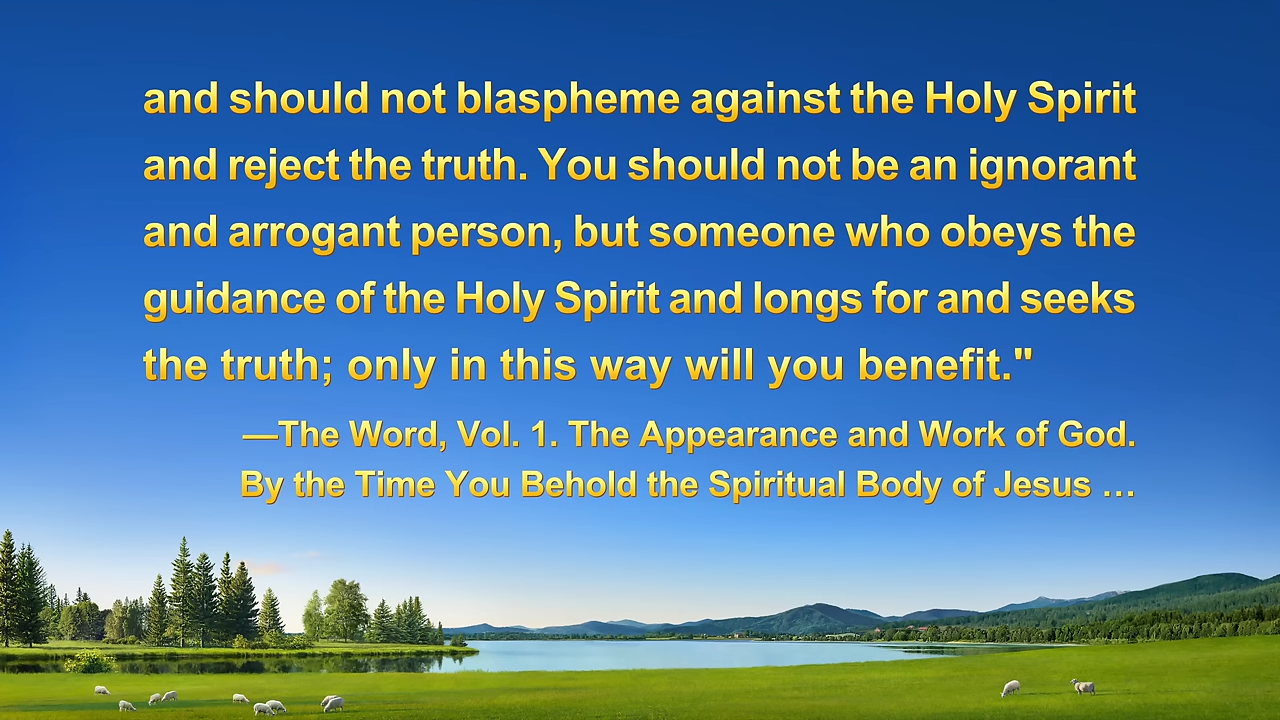 and should not blaspheme against the Holy Spirit
and reject the truth. You should not be an ignorant
and arrogant person, but someone who obeys the
guidance of the Holy Spirit and longs for and seeks
the truth; only in this way will you benefit."
—The Word, Vol. 1. The Appearance and Work of God.
By the Time You Behold the Spiritual Body of Jesus …